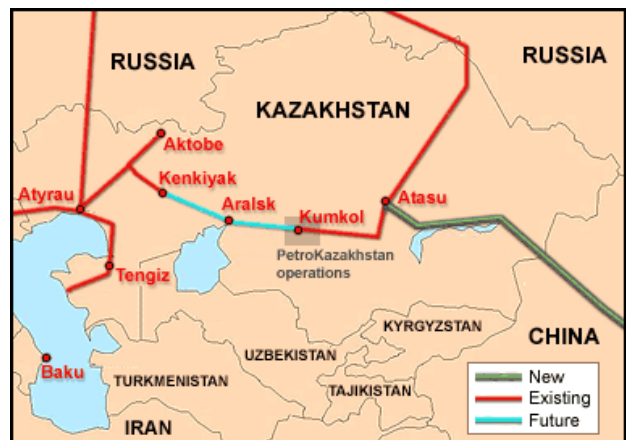 RUSSIA
RUSSIA
KAZAKHSTAN
Aktobe
Kenkiyak
Atyrau
Aralsk
Kumkol
Atasu
PetroKazakhstan
operations
Tengiz
KYRGYZSTAN
CHINA
UZBEKISTAN
Baku
TURKMENISTAN
TAJIKISTAN
IRAN
New
Existing
Future